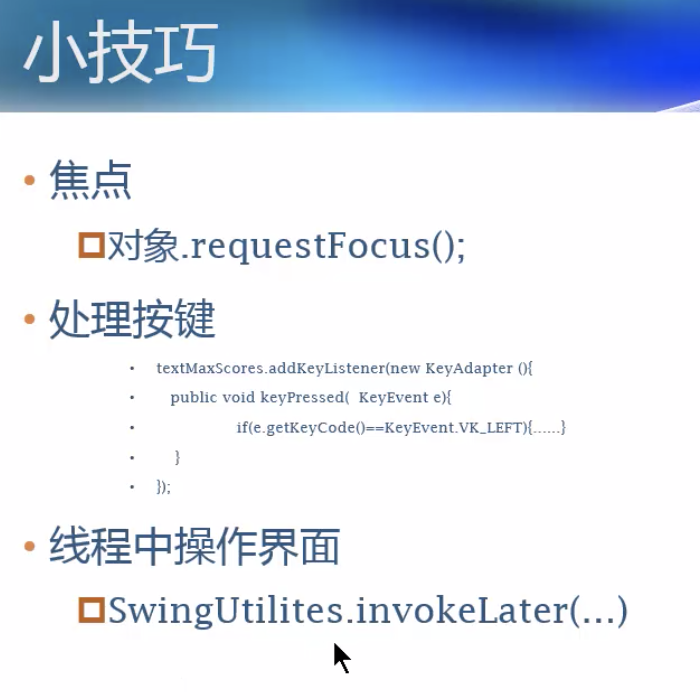 小技巧
焦点
对象.requestFocus();
处理按键
textMaxScores.addKeyListener(new KeyAdapter (){
public void keyPressed(  KeyEvent e){
if(e.getKeyCode()==KeyEvent.VK_LEFT){......}
}
});
线程中操作界面
SwingUtilites.invokeLater(...)